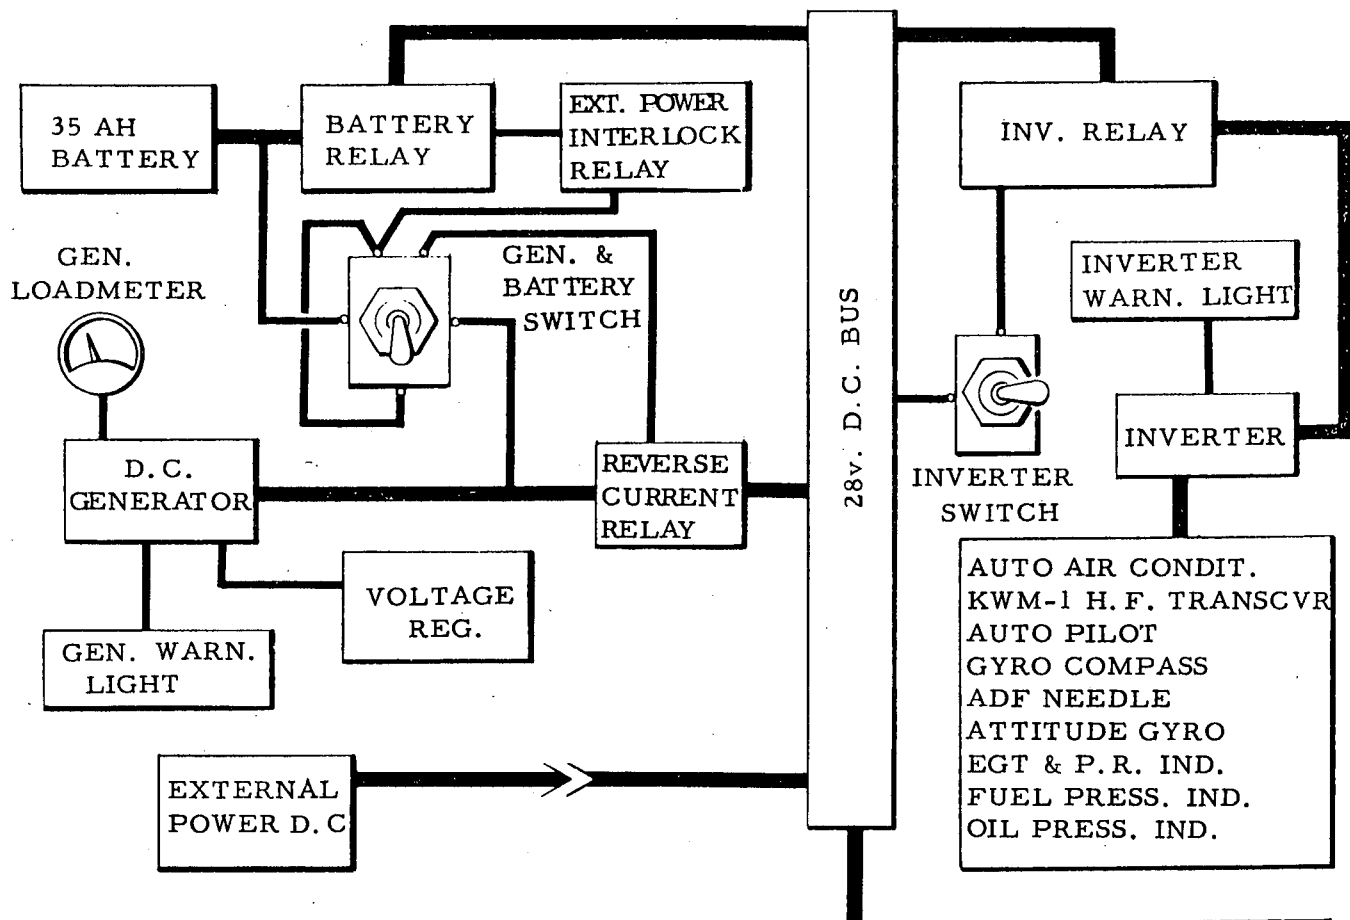 35 AH
BATTERY
BATTERY
RELAY
EXT. POWER
INTERLOCK
RELAY
INV. RELAY
GEN.
LOADMETER
GEN. &
BATTERY
SWITCH
INVERTER
WARN. LIGHT
28v. D. C. BUS
D. C.
GENERATOR
REVERSE
CURRENT
RELAY
INVERTER
SWITCH
INVERTER
VOLTAGE
REG.
GEN. WARN.
LIGHT
EXTERNAL
POWER D. C
AUTO AIR CONDIT.
KWM-1 H. F. TRANSCVR
AUTO PILOT
GYRO COMPASS
ADF NEEDLE
ATTITUDE GYRO
EGT & P. R. IND.
FUEL PRESS. IND.
OIL PRESS. IND.